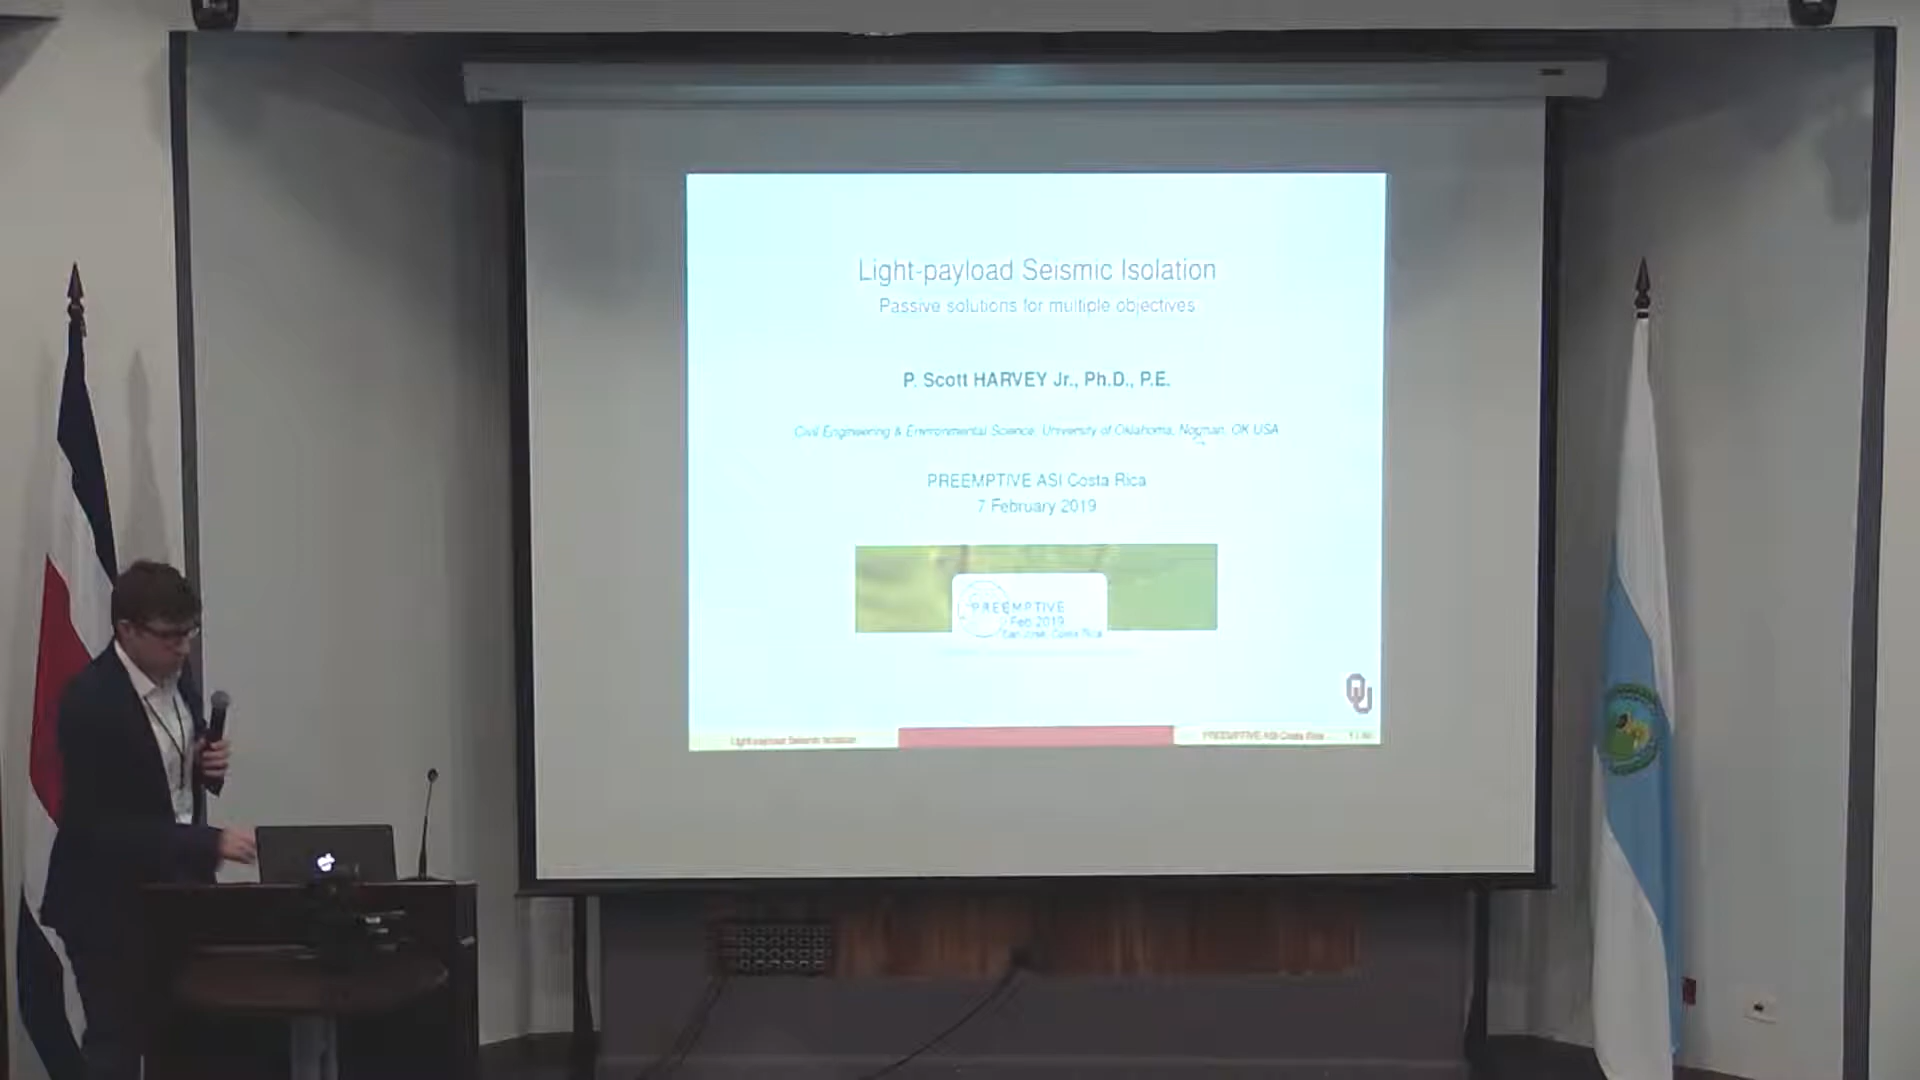 Light-payload Seismic Isolation
Passive solutions for multiple objectives
P. Scott HARVEY Jr., Ph.D., P.E.
Civil Engineering & Environmental Science, University of Oklahoma, Norman, OK USA
PREEMPTIVE ASI Costa Rica
7 February 2019
PREEMPTIVE
Feb 2019
San Jose, Costa Rica
OU
Light-payload Seismic Isolation
PREEMPTIVE ASI Costa Rica